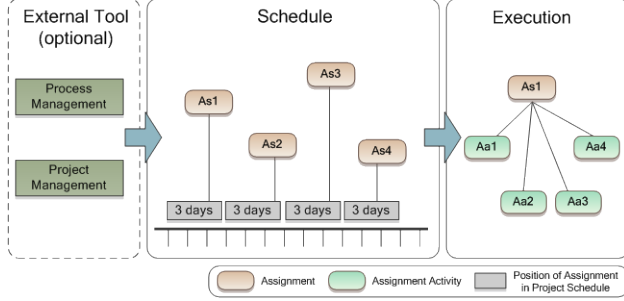 External Tool
(optional)
Process
Management
Project
Management
Schedule
As1
As2
As3
As4
3 days
3 days
3 days
3 days
Execution
As1
Aa1
Aa2
Aa3
Aa4
Assignment
Assignment Activity
Position of Assignment
in Project Schedule